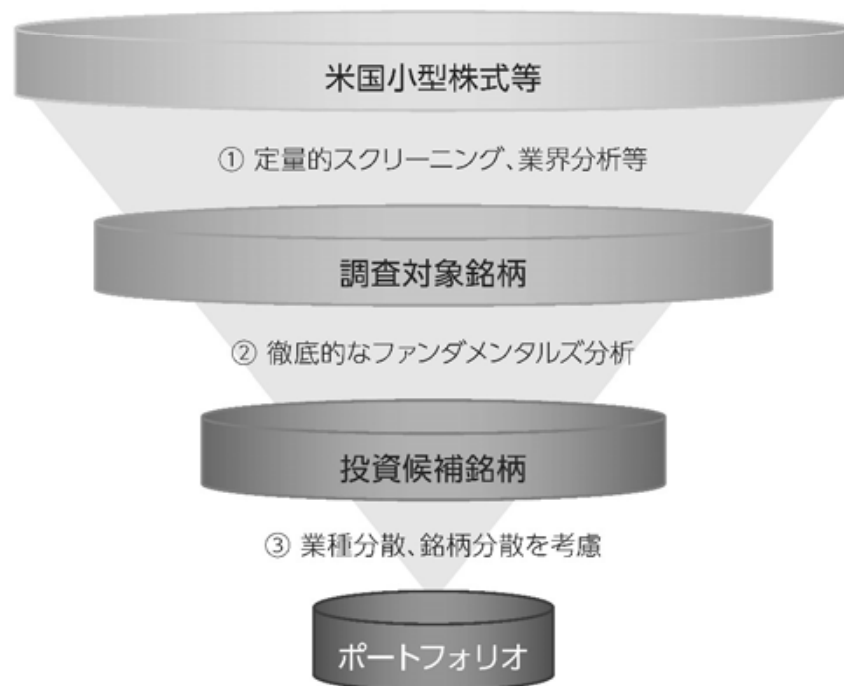 米国小型株式等
① 定量的スクリーニング、業界分析等
調査対象銘柄
② 徹底的なファンダメンタルズ分析
投資候補銘柄
③ 業種分散、銘柄分散を考慮
ポートフォリオ